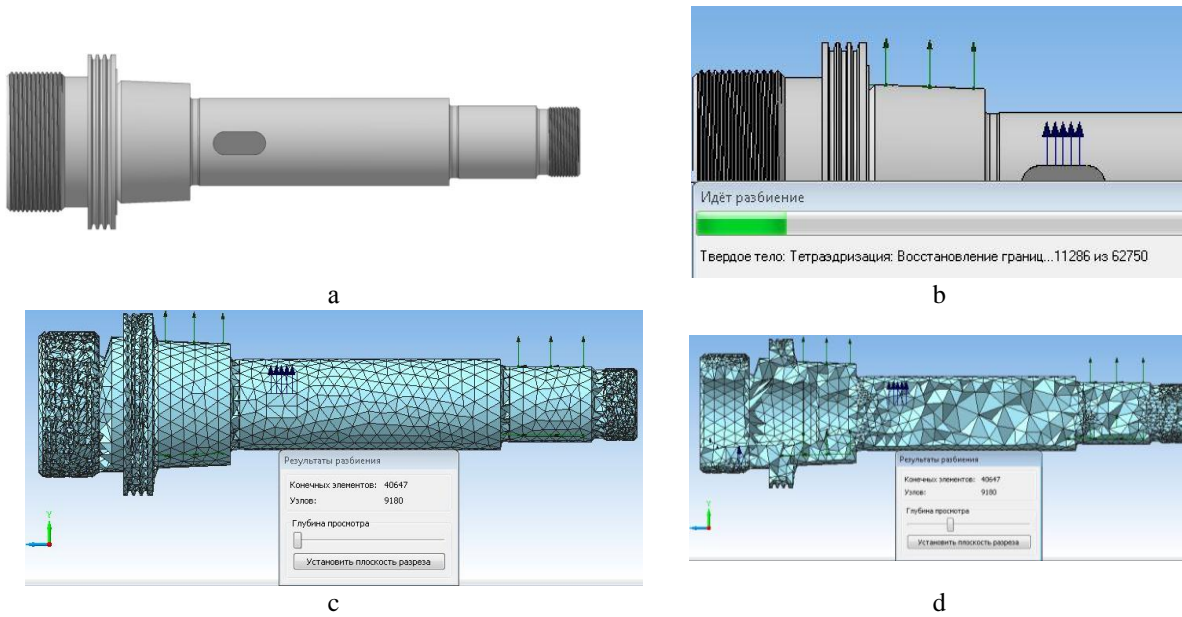 a
Идёт разбиение
Твердое тело: Тетраэдризация: Восстановление границ...11286 из 62750
b
Результаты разбиения
Конечных элементов: 40647
Узлов: 9180
Глубина просмотра
Установить плоскость разреза
Y
c
Результаты разбиения
Конечных элементов: 40647
Узлов: 9180
Глубина просмотра
Установить плоскость разреза
Y
d